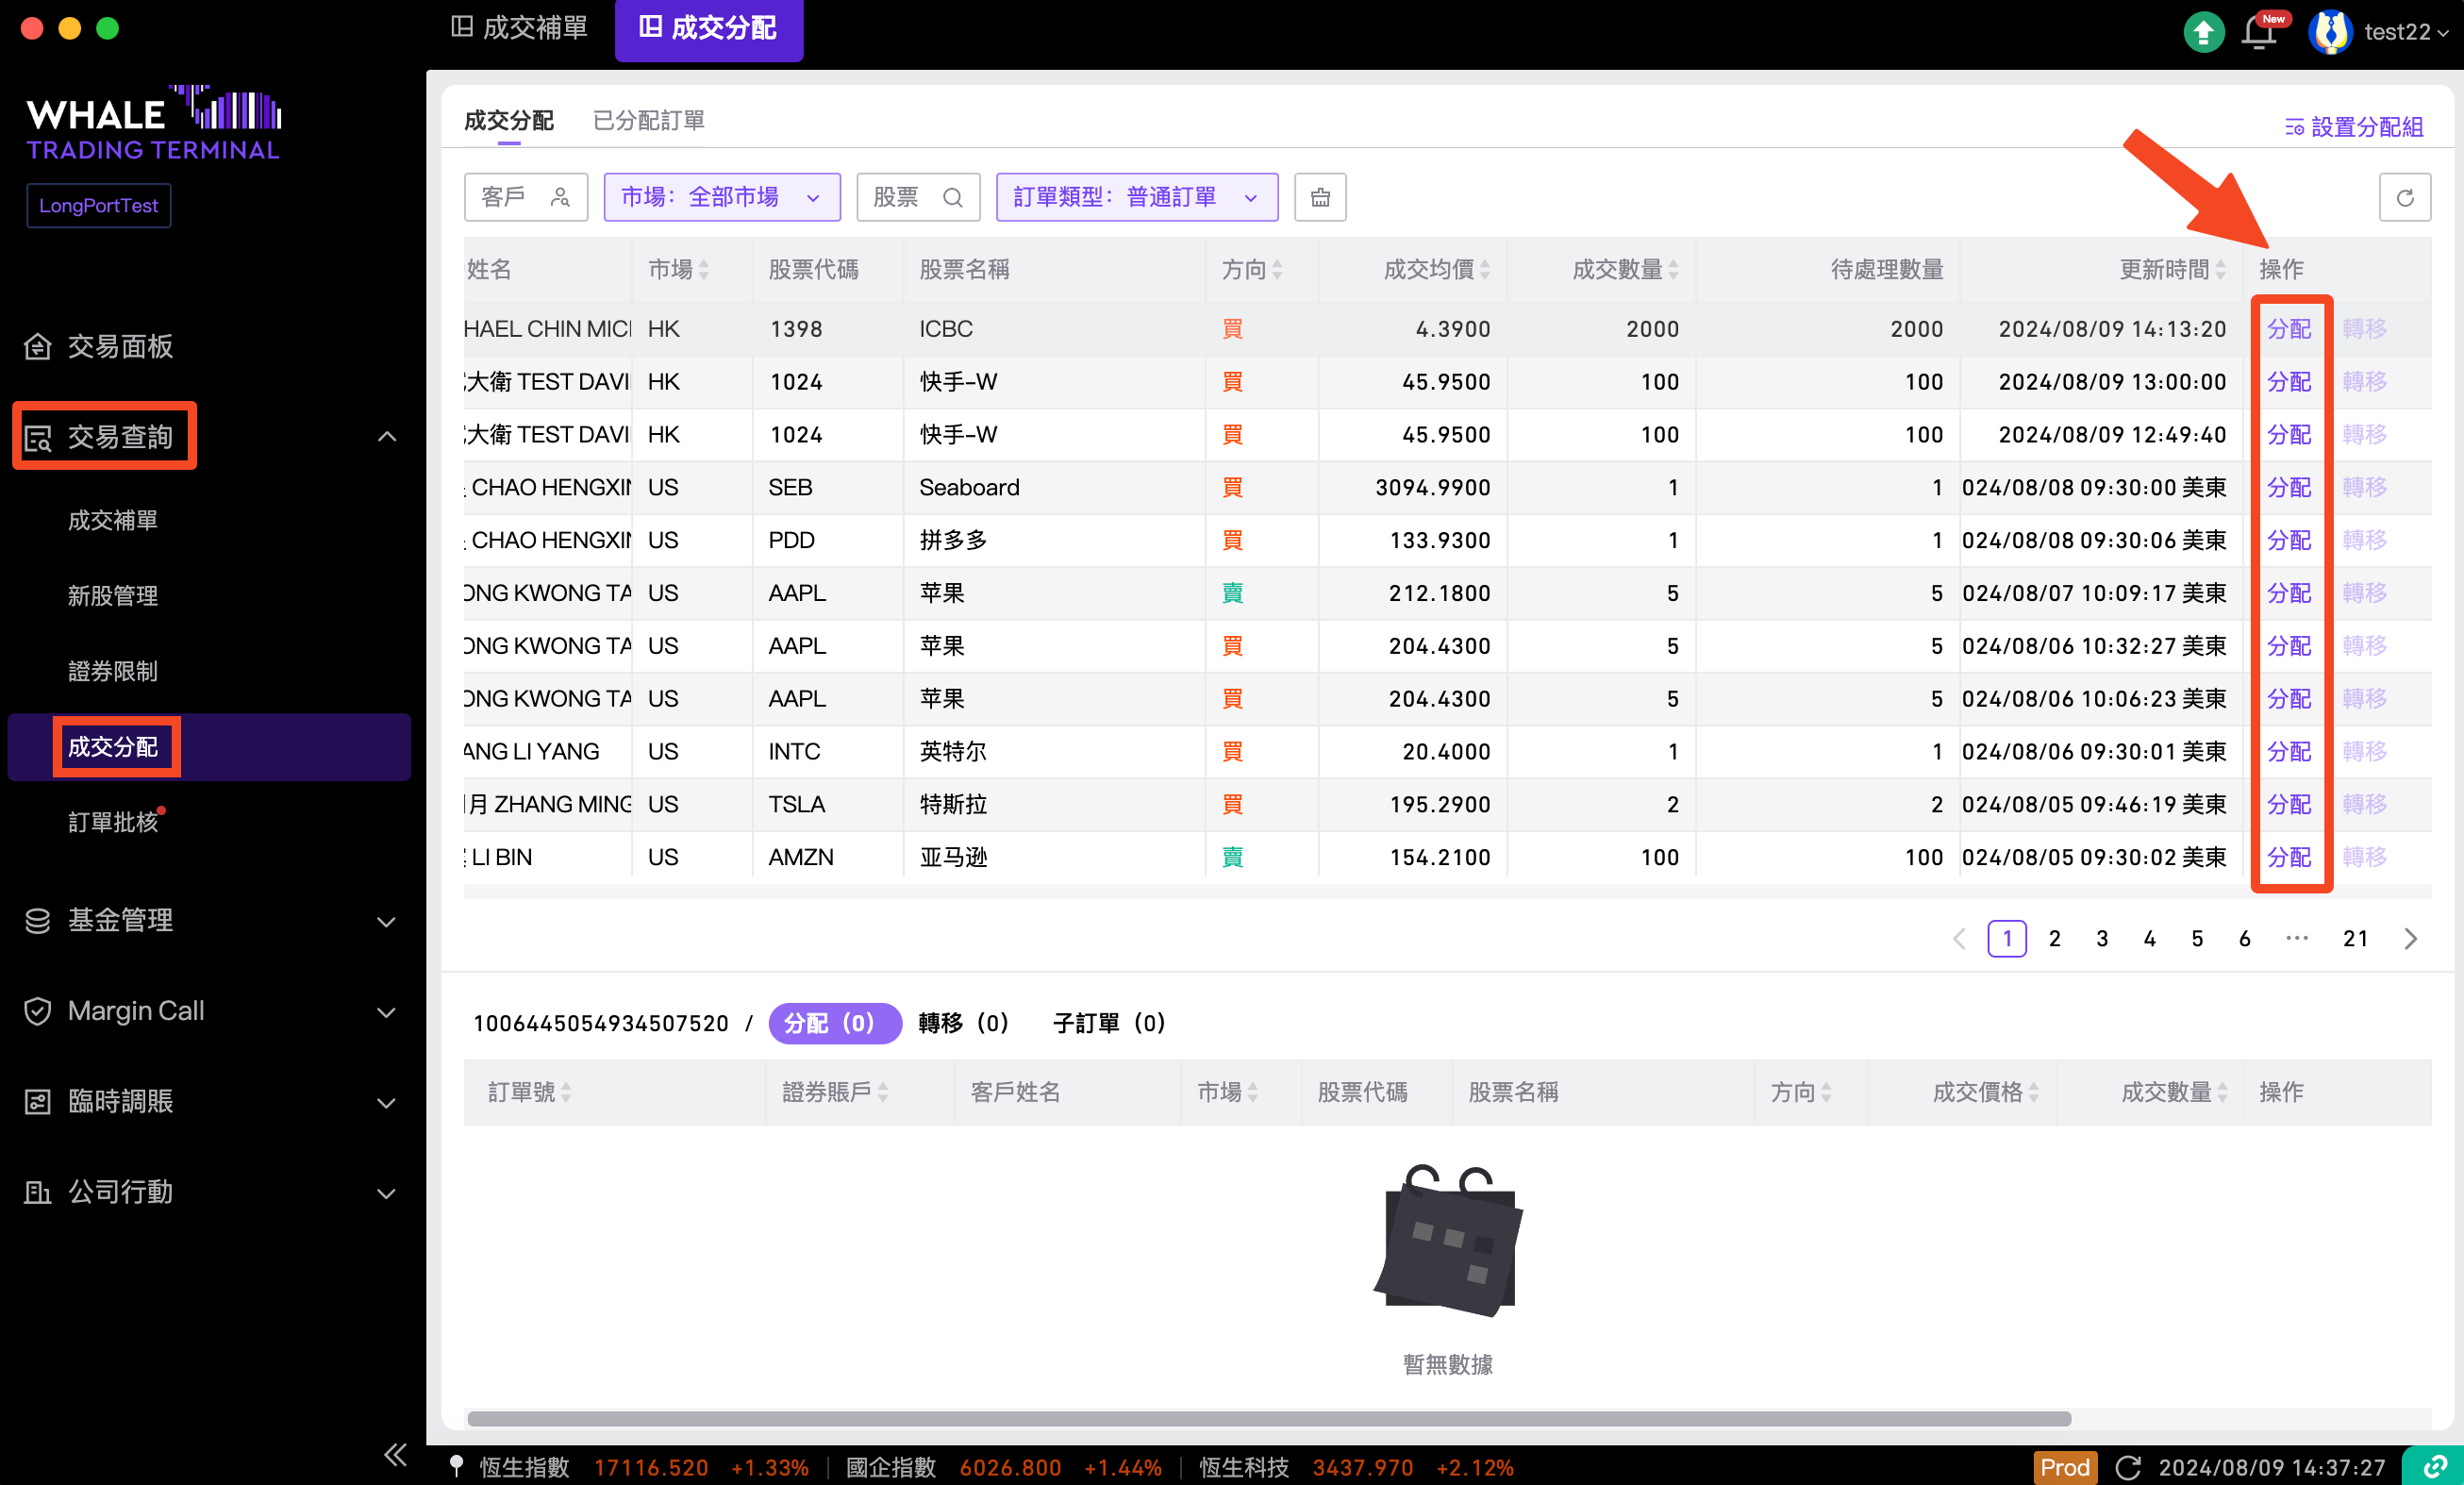 成交補單
成交分配
New
test22
WHALE
TRADING TERMINAL
LongPortTest
交易面板
交易查詢
成交補單
新股管理
證券限制
成交分配
訂單批核
基金管理
Margin Call
臨時調賬
公司行動
成交分配 已分配訂單
設置分配組
客戶 市場：全部市場 股票 訂單類型：普通訂單
姓名 市場 股票代碼 股票名稱 方向 成交均價 成交數量 待處理數量 更新時間 操作
HAEL CHIN MICI HK 1398 ICBC 買 4.3900 2000 2000 2024/08/09 14:13:20 分配 轉移
大衛 TEST DAVI HK 1024 快手-W 買 45.9500 100 100 2024/08/09 13:00:00 分配 轉移
大衛 TEST DAVI HK 1024 快手-W 買 45.9500 100 100 2024/08/09 12:49:40 分配 轉移
CHAO HENGXIN US SEB Seaboard 買 3094.9900 1 1 024/08/08 09:30:00 美東 分配 轉移
CHAO HENGXIN US PDD 拼多多 買 133.9300 1 1 024/08/08 09:30:06 美東 分配 轉移
ONG KWONG TA US AAPL 苹果 賣 212.1800 5 5 024/08/07 10:09:17 美東 分配 轉移
ONG KWONG TA US AAPL 苹果 買 204.4300 5 5 024/08/06 10:32:27 美東 分配 轉移
ONG KWONG TA US AAPL 苹果 買 204.4300 5 5 024/08/06 10:06:23 美東 分配 轉移
ANG LI YANG US INTC 英特尔 買 20.4000 1 1 024/08/06 09:30:01 美東 分配 轉移
月 ZHANG MING US TSLA 特斯拉 買 195.2900 2 2 024/08/05 09:46:19 美東 分配 轉移
LI BIN US AMZN 亚马逊 賣 154.2100 100 100 024/08/05 09:30:02 美東 分配 轉移
1 2 3 4 5 6 ··· 21
1006445054934507520 / 分配（0） 轉移（0） 子訂單（0）
訂單號 證券賬戶 客戶姓名 市場 股票代碼 股票名稱 方向 成交價格 成交數量 操作
暫無數據
恆生指數 17116.520 +1.33% 國企指數 6026.800 +1.44% 恆生科技 3437.970 +2.12%
Prod 2024/08/09 14:37:27